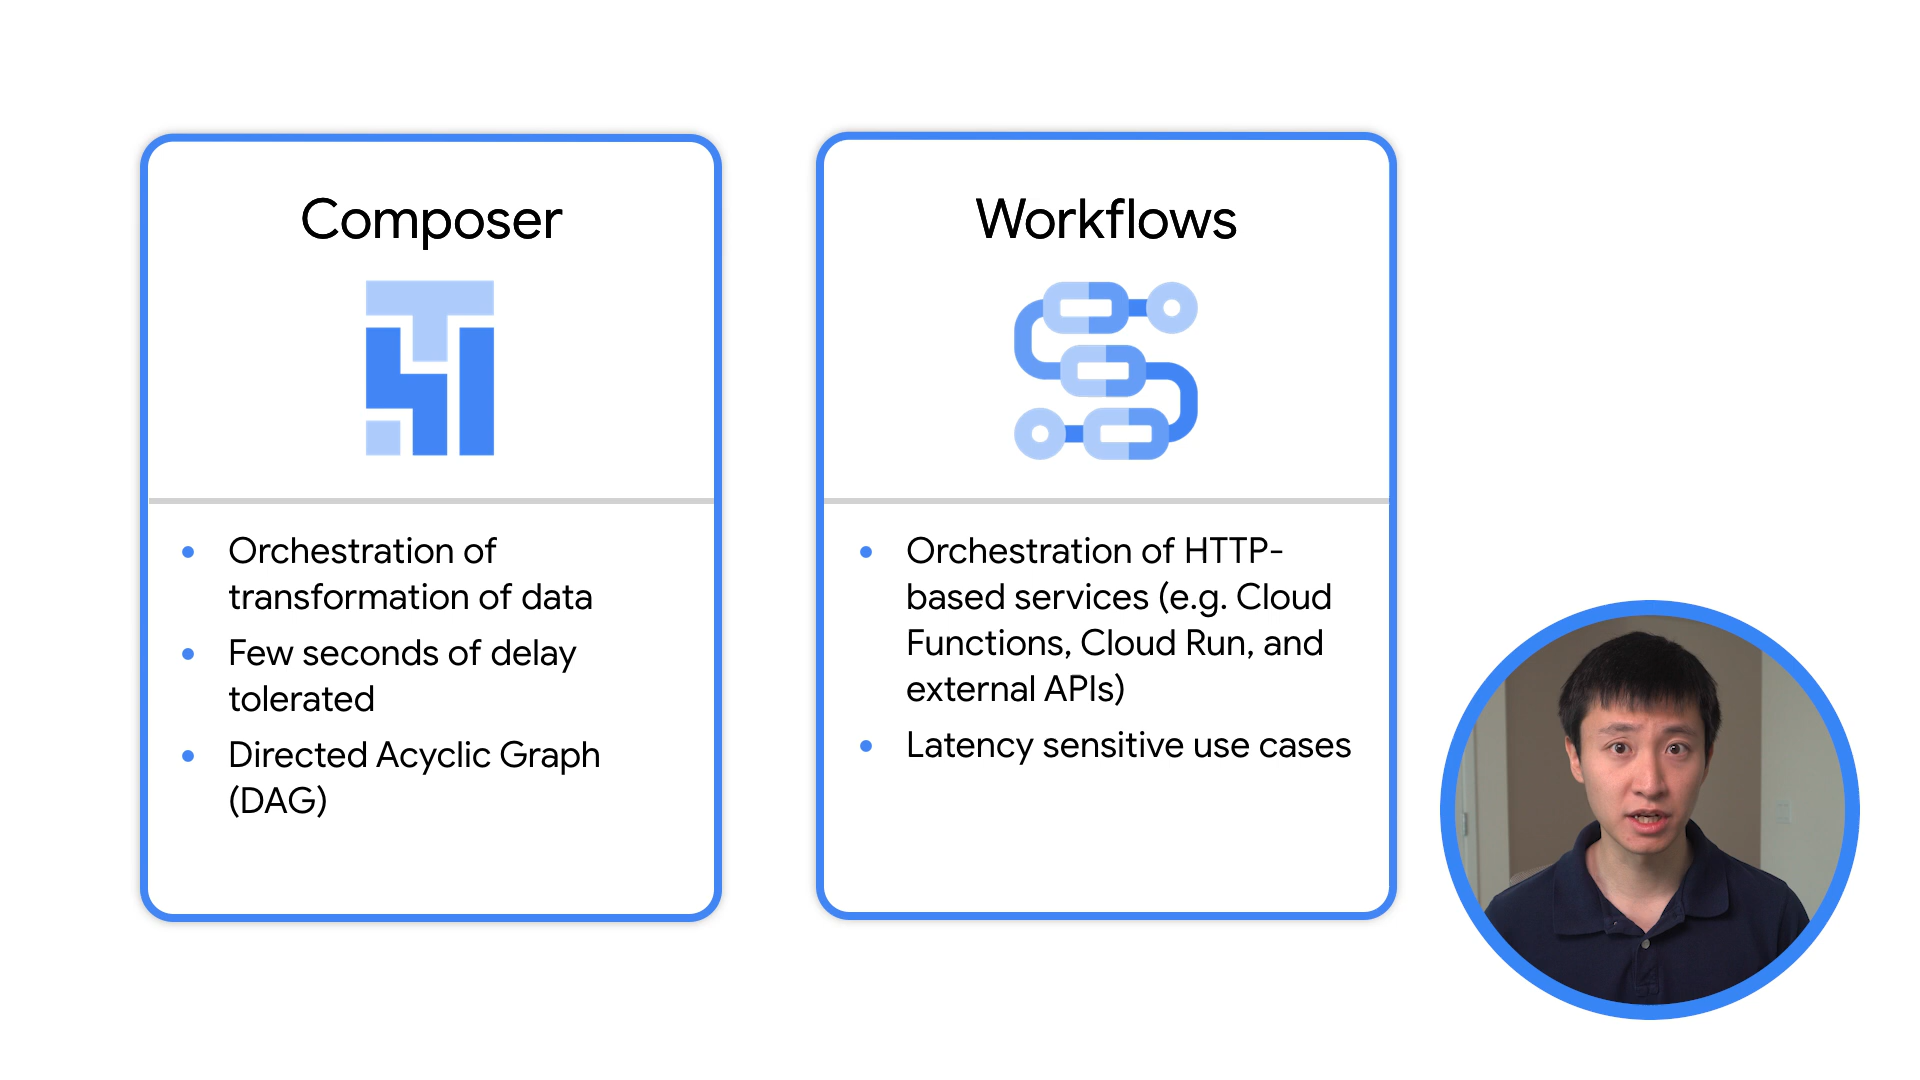 Composer
Orchestration of
transformation of data
Few seconds of delay
tolerated
Directed Acyclic Graph
(DAG)
Workflows
Orchestration of HTTP-
based services (e.g. Cloud
Functions, Cloud Run, and
external APIs)
Latency sensitive use cases